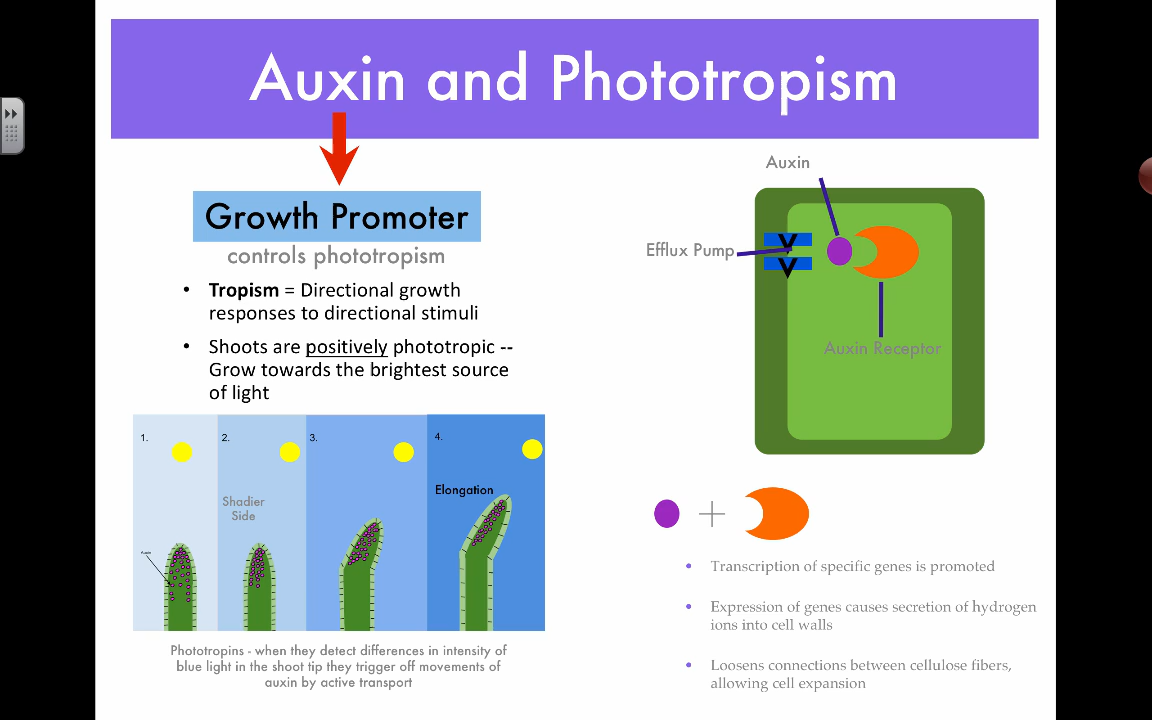 Auxin and Phototropism
Growth Promoter
controls phototropism
• Tropism = Directional growth
responses to directional stimuli
• Shoots are positively phototropic --
Grow towards the brightest source
of light
1.
2.
3.
4.
Shadier
Side
Elongation
Auxin
Phototropins - when they detect differences in intensity of
blue light in the shoot tip they trigger off movements of
auxin by active transport
Auxin
Efflux Pump
Auxin Receptor
• Transcription of specific genes is promoted
• Expression of genes causes secretion of hydrogen
ions into cell walls
• Loosens connections between cellulose fibers,
allowing cell expansion